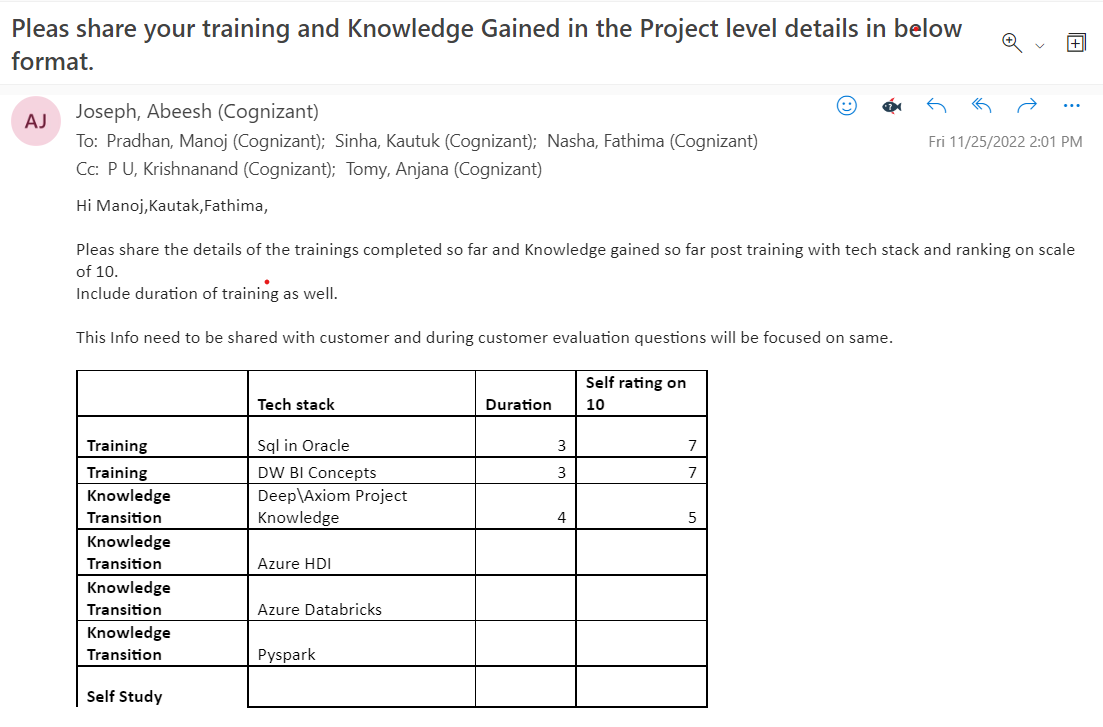 Pleas share your training and Knowledge Gained in the Project level details in below
format.
AJ
Joseph, Abeesh (Cognizant)
To: Pradhan, Manoj (Cognizant); Sinha, Kautuk (Cognizant); Nasha, Fathima (Cognizant)
Fri 11/25/2022 2:01 PM
Cc: P U, Krishnanand (Cognizant); Tomy, Anjana (Cognizant)
Hi Manoj,Kautak,Fathima,
Pleas share the details of the trainings completed so far and Knowledge gained so far post training with tech stack and ranking on scale
of 10.
Include duration of training as well.
This Info need to be shared with customer and during customer evaluation questions will be focused on same.
Self rating on
Tech stack Duration 10
Training Sql in Oracle 3 7
Training DW BI Concepts 3 7
Knowledge Deep\Axiom Project
Transition Knowledge 4 5
Knowledge
Transition Azure HDI
Knowledge
Transition Azure Databricks
Knowledge
Transition Pyspark
Self Study